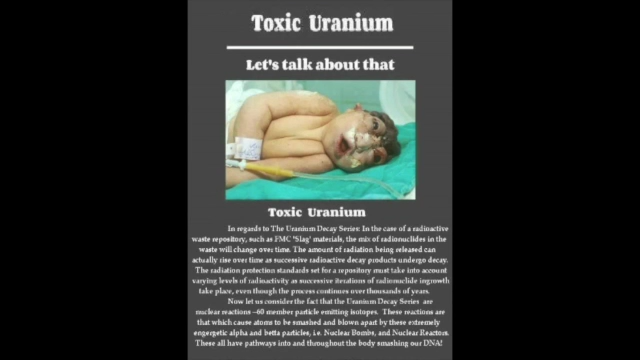 Toxic Uranium
Let's talk about that
Toxic Uranium
In regards to The Uranium Decay Series: In the case of a radioactive
waste repository, such as FMC 'Slag' materials, the mix of radionuclides in the
waste will change over time. The amount of radiation being released can
actually rise over time as successive radioactive decay products undergo decay.
The radiation protection standards set for a repository must take into account
varying levels of radioactivity as successive iterations of radionuclide ingrowth
take place, even though the process continues over thousands of years.
Now let us consider the fact that the Uranium Decay Series are
nuclear reactions –60 member particle emitting isotopes. These reactions are
that which cause atoms to be smashed and blown apart by these extremely
engergetic alpha and betta particles, i.e. Nuclear Bombs, and Nuclear Reactors.
These all have pathways into and throughout the body smashing our DNA!